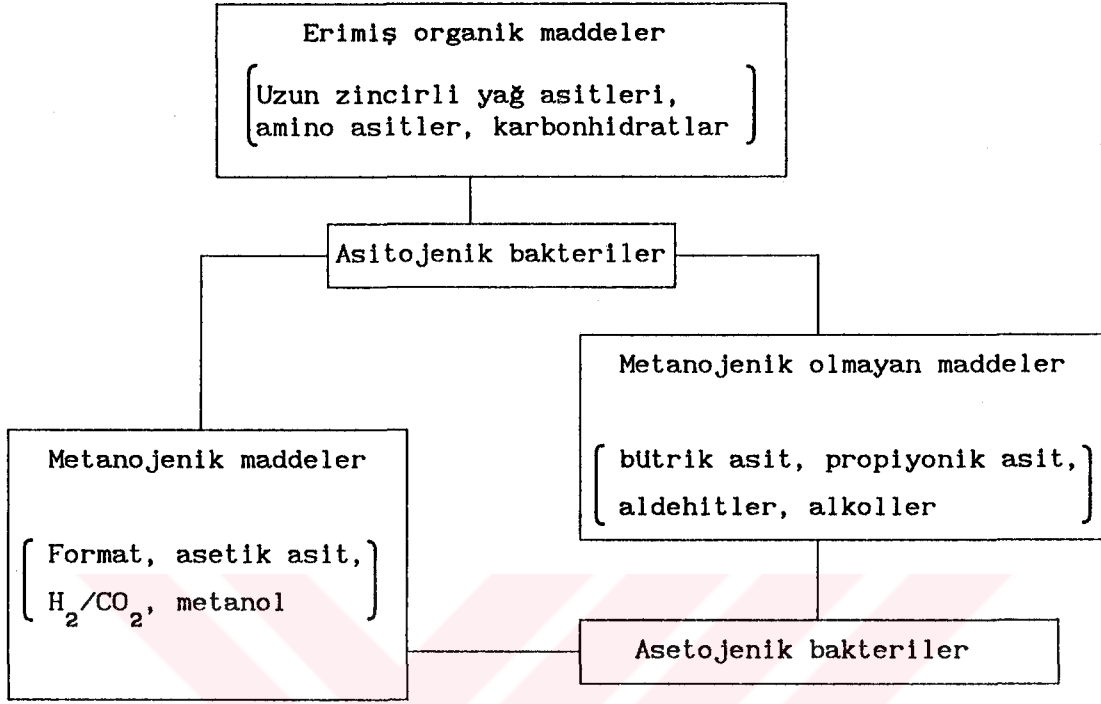 Erimiş organik maddeler
Uzun zincirli yağ asitleri,
amino asitler, karbonhidratlar
Asitojenik bakteriler
Metanojenik olmayan maddeler
bütrik asit, propiyonik asit,
aldehitler, alkoller
Metanojenik maddeler
Format, asetik asit,
H₂/CO₂, metanol
Asetojenik bakteriler